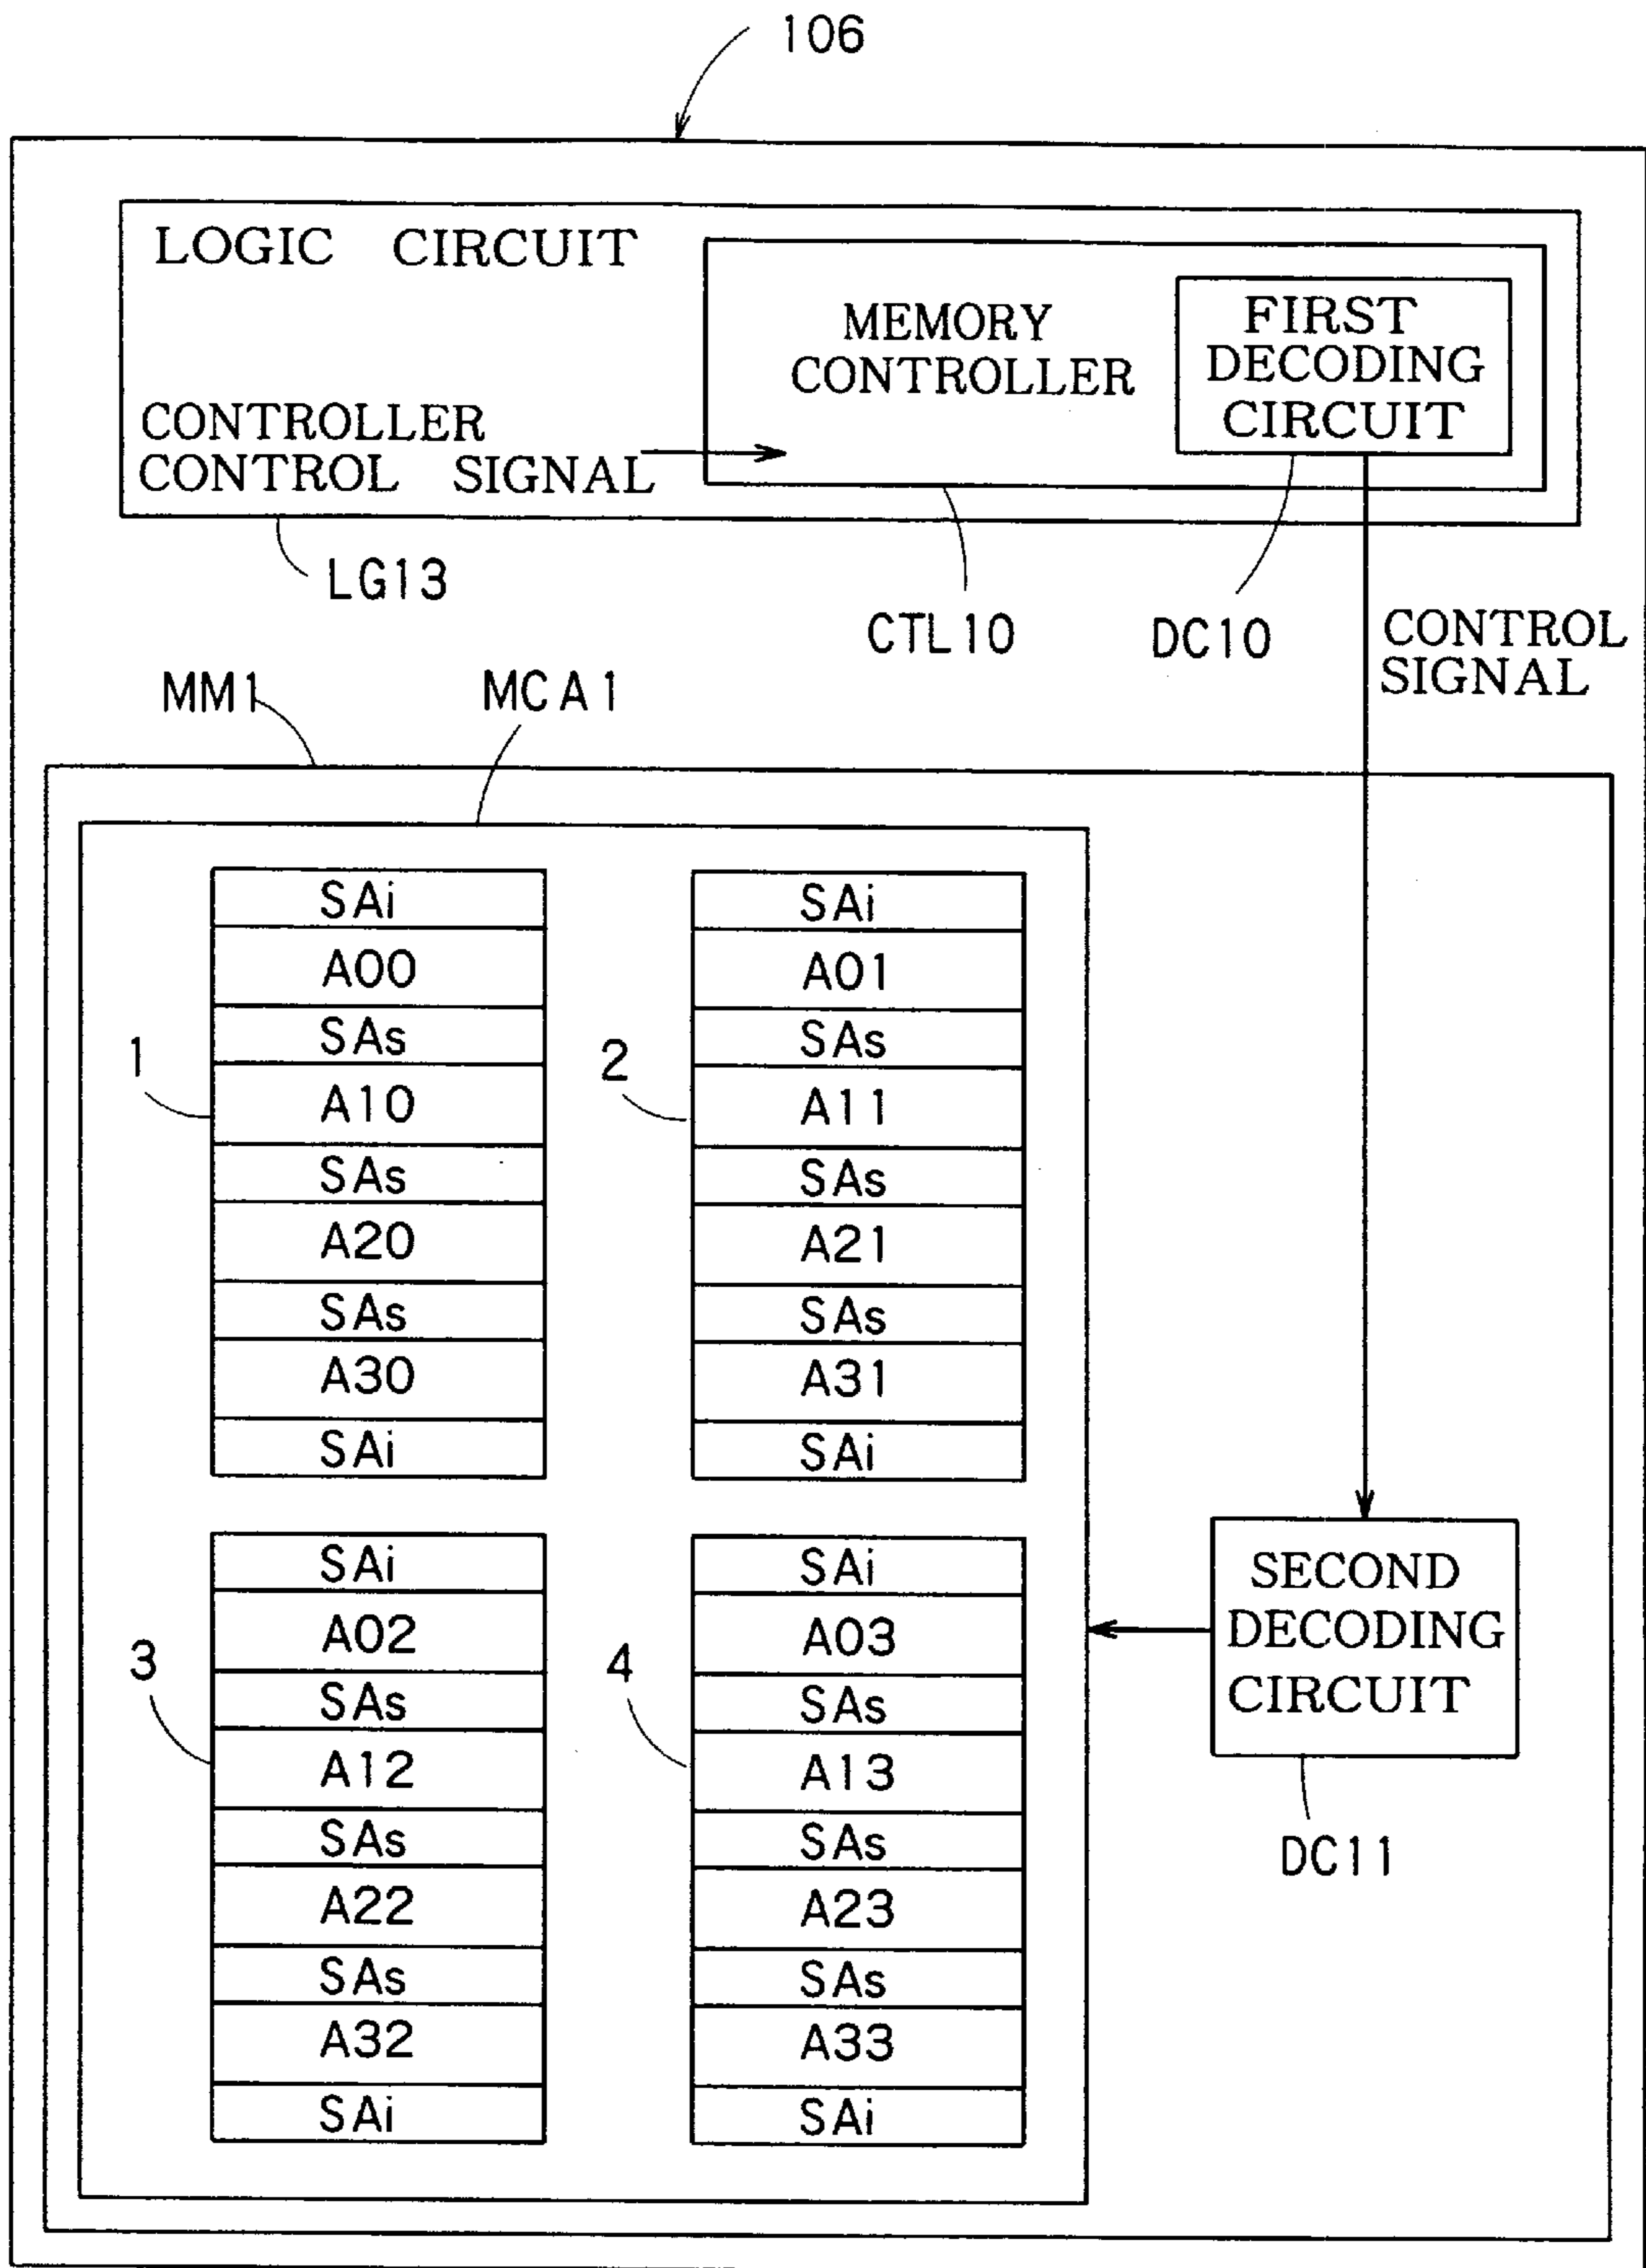 106
LOGIC CIRCUIT
MEMORY
CONTROLLER
FIRST
DECODING
CIRCUIT
CONTROLLER
CONTROL SIGNAL
LG13
CTL10
DC10
CONTROL
SIGNAL
MM1
MCA1
1
SAi
A00
SAs
A10
SAs
A20
SAs
A30
SAi
2
SAi
A01
SAs
A11
SAs
A21
SAs
A31
SAi
3
SAi
A02
SAs
A12
SAs
A22
SAs
A32
SAi
4
SAi
A03
SAs
A13
SAs
A23
SAs
A33
SAi
SECOND
DECODING
CIRCUIT
DC11